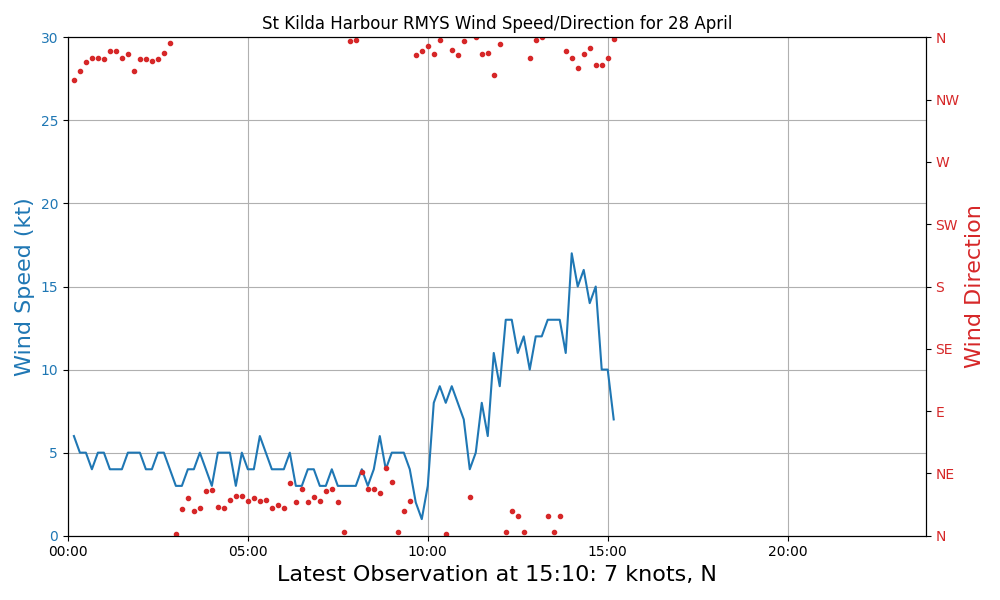 St Kilda Harbour RMYS Wind Speed/Direction for 28 April
30
25
20
15
10
5
0
Wind Speed (kt)
N
NW
W
SW
S
SE
E
NE
N
Wind Direction
00:00
05:00
10:00
15:00
20:00
Latest Observation at 15:10: 7 knots, N